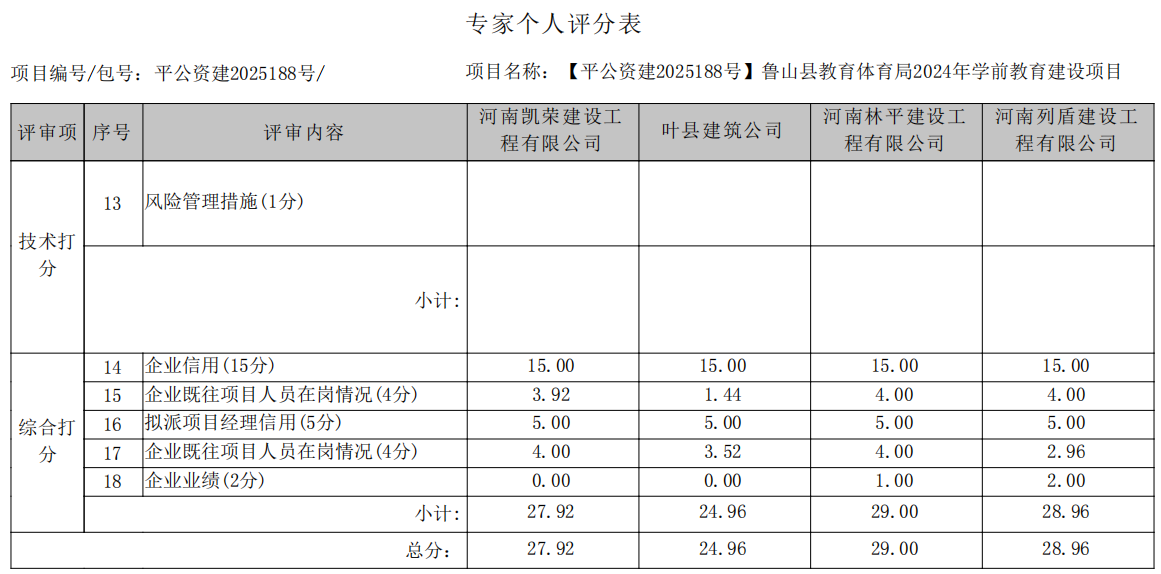 专家个人评分表
项目编号/包号：平公资建2025188号/
项目名称：【平公资建2025188号】鲁山县教育体育局2024年学前教育建设项目
评审项 序号 评审内容 河南凯荣建设工程有限公司 叶县建筑公司 河南林平建设工程有限公司 河南列盾建设工程有限公司
技术打分
13 风险管理措施(1分)
小计:
综合打分
14 企业信用(15分) 15.00 15.00 15.00 15.00
15 企业既往项目人员在岗情况(4分) 3.92 1.44 4.00 4.00
16 拟派项目经理信用(5分) 5.00 5.00 5.00 5.00
17 企业既往项目人员在岗情况(4分) 4.00 3.52 4.00 2.96
18 企业业绩(2分) 0.00 0.00 1.00 2.00
小计: 27.92 24.96 29.00 28.96
总分: 27.92 24.96 29.00 28.96